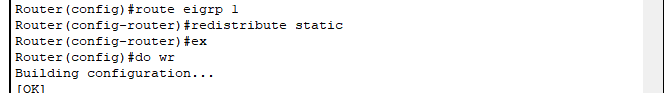 Router(config)#route eigrp 1
Router(config-router)#redistribute static
Router(config-router)#ex
Router(config)#do wr
Building configuration...
[OK]